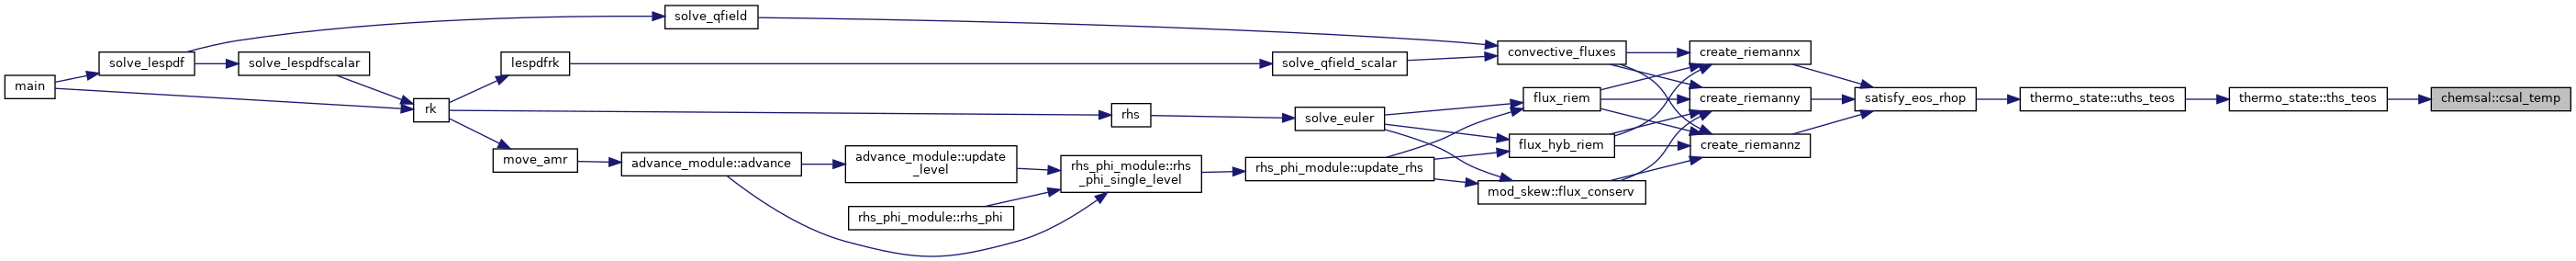 main
solve_lespdf
solve_lespdfscalar
rk
solve_qfield
lespdfrk
move_amr
advance_module::advance
advance_module::update
_level
rhs_phi_module::rhs_phi
rhs_phi_module::rhs
_phi_single_level
rhs
solve_qfield_scalar
solve_euler
rhs_phi_module::update_rhs
convective_fluxes
flux_riem
flux_hyb_riem
mod_skew::flux_conserv
create_riemannx
create_riemanny
create_riemannz
satisfy_eos_rhop
thermo_state::uths_teos
thermo_state::ths_teos
chemsal::csal_temp